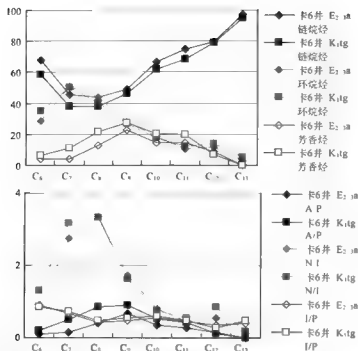 100
80
60
40
20
0
C₆ C₇ C₈ C₉ C₁₀ C₁₁ C₁₃
卡6井 E₂
链烷烃
卡6井 K₁tg
链烷烃
卡6井 E₂
环烷烃
卡6井 K₁tg
环烷烃
卡6井 E₂
芳香烃
卡6井 K₁tg
芳香烃
4
2
0
C₆ C₇ C₈ C₉ C₁₀ C₁₁ C₁₃
卡6井 E₂
A/P
卡6井 K₁tg
A/P
卡6井 E₂
N/I
卡6井 K₁tg
N/I
卡6井 E₂
I/P
卡6井 K₁tg
I/P